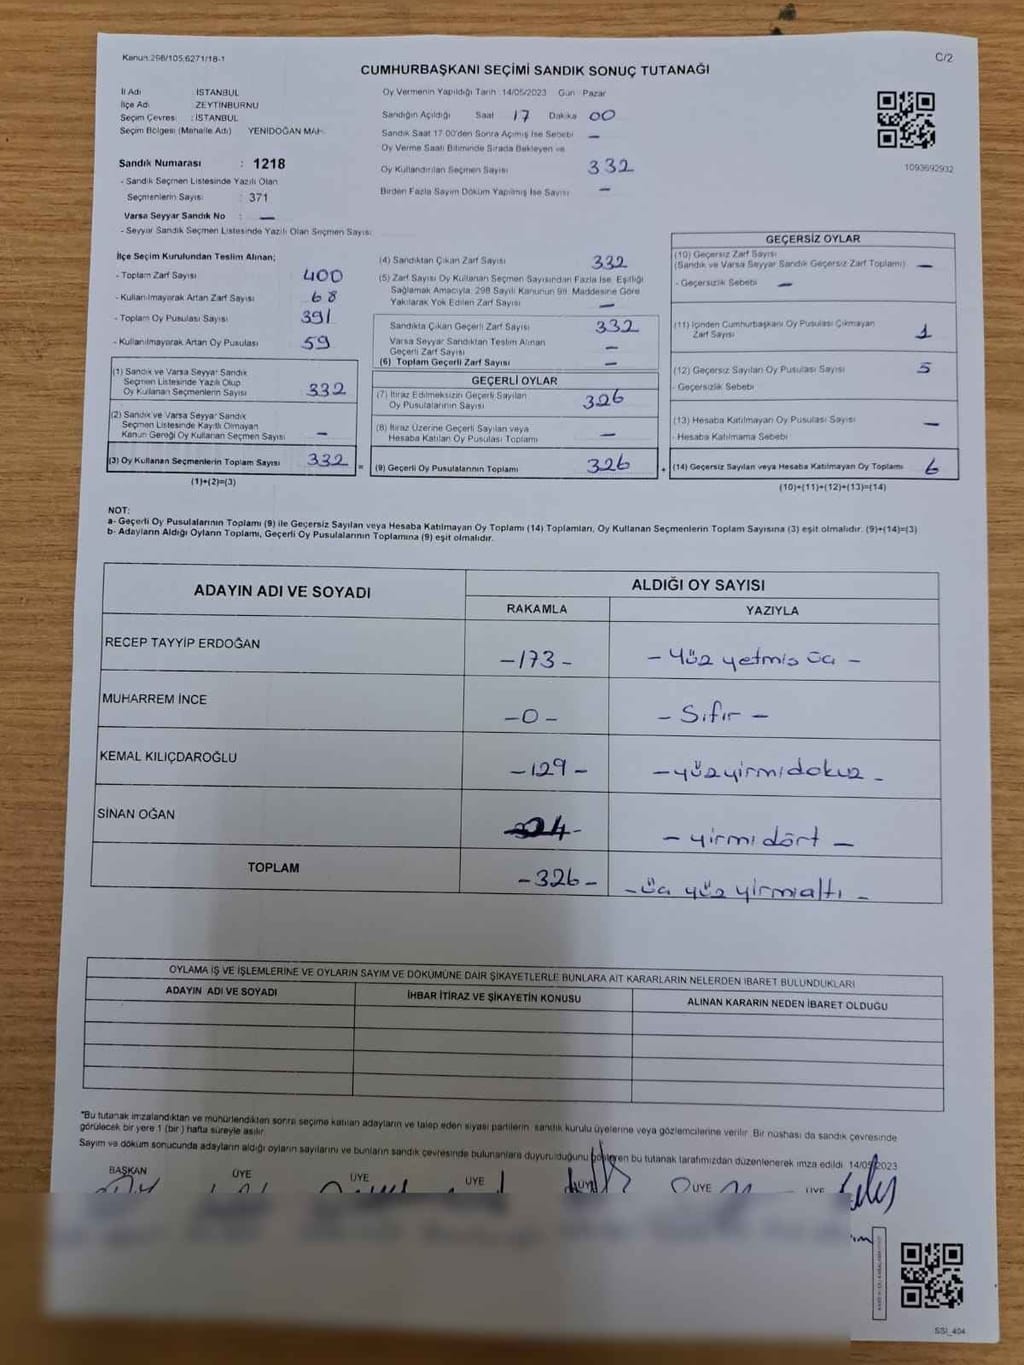 Kanun:298/105;6271/18-1
C/2
CUMHURBAŞKANI SEÇİMİ SANDIK SONUÇ TUTANAĞI
İl Adı : İSTANBUL
İlçe Adı : ZEYTİNBURNU
Seçim Çevresi : İSTANBUL
Seçim Bölgesi (Mahalle Adı) YENİDOĞAN MAH.
Sandık Numarası : 1218
- Sandık Seçmen Listesinde Yazılı Olan
Seçmenlerin Sayısı : 371
Varsa Seyyar Sandık No : —
- Seyyar Sandık Seçmen Listesinde Yazılı Olan Seçmen Sayısı:
Oy Vermenin Yapıldığı Tarih :14/05/2023 Gün : Pazar
Sandığın Açıldığı Saat 17 Dakika 00
Sandık Saat 17.00'den Sonra Açılmış İse Sebebi —
Oy Verme Saati Bitiminde Sırada Bekleyen ve
Oy Kullandırılan Seçmen Sayısı 332
Birden Fazla Sayım Döküm Yapılmış İse Sayısı —
1093692932
İlçe Seçim Kurulundan Teslim Alınan;
- Toplam Zarf Sayısı 400
- Kullanılmayarak Artan Zarf Sayısı 68
- Toplam Oy Pusulası Sayısı 391
- Kullanılmayarak Artan Oy Pusulası 59
(1) Sandık ve Varsa Seyyar Sandık
Seçmen Listesinde Yazılı Olup
Oy Kullanan Seçmenlerin Sayısı 332
(2) Sandık ve Varsa Seyyar Sandık
Seçmen Listesinde Kayıtlı Olmayan
Kanun Gereği Oy Kullanan Seçmen Sayısı —
(3) Oy Kullanan Seçmenlerin Toplam Sayısı 332
(1)+(2)=(3)
(4) Sandıktan Çıkan Zarf Sayısı 332
(5) Zarf Sayısı Oy Kullanan Seçmen Sayısından Fazla İse, Eşitliği
Sağlamak Amacıyla, 298 Sayılı Kanunun 98. Maddesine Göre
Yakılarak Yok Edilen Zarf Sayısı —
Sandıkta Çıkan Geçerli Zarf Sayısı 332
Varsa Seyyar Sandıktan Teslim Alınan
Geçerli Zarf Sayısı —
(6) Toplam Geçerli Zarf Sayısı —
GEÇERLİ OYLAR
(7) İtiraz Edilmeksizin Geçerli Sayılan
Oy Pusulalarının Sayısı 326
(8) İtiraz Üzerine Geçerli Sayılan veya
Hesaba Katılan Oy Pusulası Toplamı —
= (9) Geçerli Oy Pusulalarının Toplamı 326
GEÇERSİZ OYLAR
(10) Geçersiz Zarf Sayısı
(Sandık ve Varsa Seyyar Sandık Geçersiz Zarf Toplamı) —
- Geçersizlik Sebebi —
(11) İçinden Cumhurbaşkanı Oy Pusulası Çıkmayan
Zarf Sayısı 1
(12) Geçersiz Sayılan Oy Pusulası Sayısı 5
- Geçersizlik Sebebi
(13) Hesaba Katılmayan Oy Pusulası Sayısı —
- Hesaba Katılmama Sebebi
+ (14) Geçersiz Sayılan veya Hesaba Katılmayan Oy Toplamı 6
(10)+(11)+(12)+(13)=(14)
NOT:
a- Geçerli Oy Pusulalarının Toplamı (9) ile Geçersiz Sayılan veya Hesaba Katılmayan Oy Toplamı (14) Toplamları, Oy Kullanan Seçmenlerin Toplam Sayısına (3) eşit olmalıdır. (9)+(14)=(3)
b- Adayların Aldığı Oyların Toplamı, Geçerli Oy Pusulalarının Toplamına (9) eşit olmalıdır.
ADAYIN ADI VE SOYADI
ALDIĞI OY SAYISI
RAKAMLA YAZIYLA
RECEP TAYYİP ERDOĞAN -173- - Yüz yetmiş üç -
MUHARREM İNCE -0- - Sıfır -
KEMAL KILIÇDAROĞLU -129- - yüzyirmidokuz -
SİNAN OĞAN 24- - yirmidört -
TOPLAM -326- - üç yüz yirmialtı -
OYLAMA İŞ VE İŞLEMLERİNE VE OYLARIN SAYIM VE DÖKÜMÜNE DAİR ŞİKAYETLERLE BUNLARA AİT KARARLARIN NELERDEN İBARET BULUNDUKLARI
ADAYIN ADI VE SOYADI İHBAR İTİRAZ VE ŞİKAYETİN KONUSU ALINAN KARARIN NEDEN İBARET OLDUĞU
*Bu tutanak imzalandıktan ve mühürlendikten sonra seçime katılan adayların ve talep eden siyasi partilerin sandık kurulu üyelerine veya gözlemcilerine verilir. Bir nüshası da sandık çevresinde
görülecek bir yere 1 (bir) hafta süreyle asılır.
Sayım ve döküm sonucunda adayların aldığı oyların sayılarını ve bunların sandık çevresinde bulunanlara duyurulduğunu gösteren bu tutanak tarafımızdan düzenlenerek imza edildi. 14/05/2023
BAŞKAN ÜYE ÜYE ÜYE ÜYE ÜYE ÜYE
SSİ_404